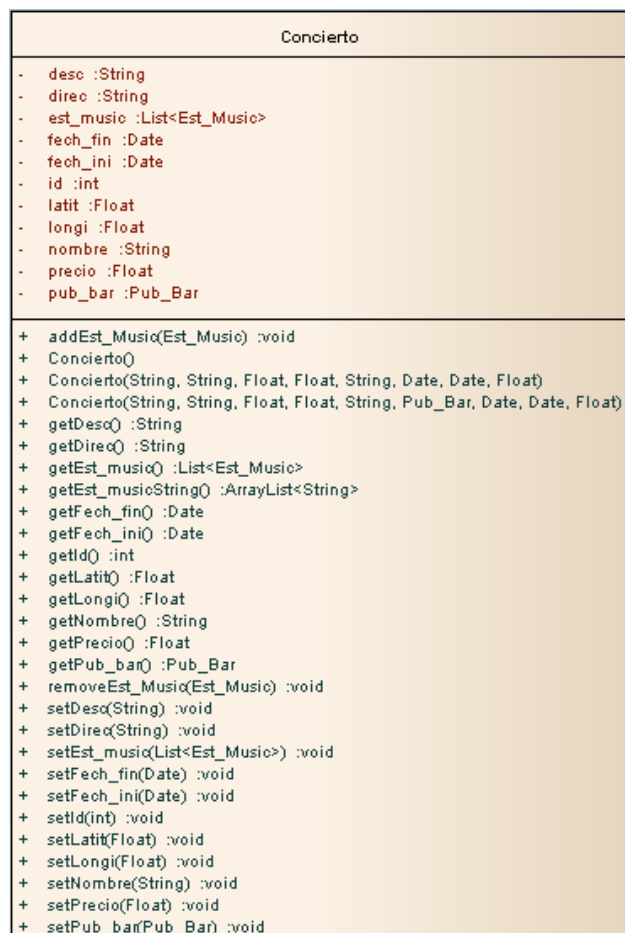 Concierto
- desc :String
- direc :String
- est_music :List<Est_Music>
- fech_fin :Date
- fech_ini :Date
- id :int
- latit :Float
- longi :Float
- nombre :String
- precio :Float
- pub_bar :Pub_Bar
+ addEst_Music(Est_Music) :void
+ Concierto()
+ Concierto(String, String, Float, Float, String, Date, Date, Float)
+ Concierto(String, String, Float, Float, String, Pub_Bar, Date, Date, Float)
+ getDesc() :String
+ getDirec() :String
+ getEst_music() :List<Est_Music>
+ getEst_musicString() :ArrayList<String>
+ getFech_fin() :Date
+ getFech_ini() :Date
+ getId() :int
+ getLatit() :Float
+ getLongi() :Float
+ getNombre() :String
+ getPrecio() :Float
+ getPub_bar() :Pub_Bar
+ removeEst_Music(Est_Music) :void
+ setDesc(String) :void
+ setDirec(String) :void
+ setEst_music(List<Est_Music>) :void
+ setFech_fin(Date) :void
+ setFech_ini(Date) :void
+ setId(int) :void
+ setLatit(Float) :void
+ setLongi(Float) :void
+ setNombre(String) :void
+ setPrecio(Float) :void
+ setPub_bar(Pub_Bar) :void